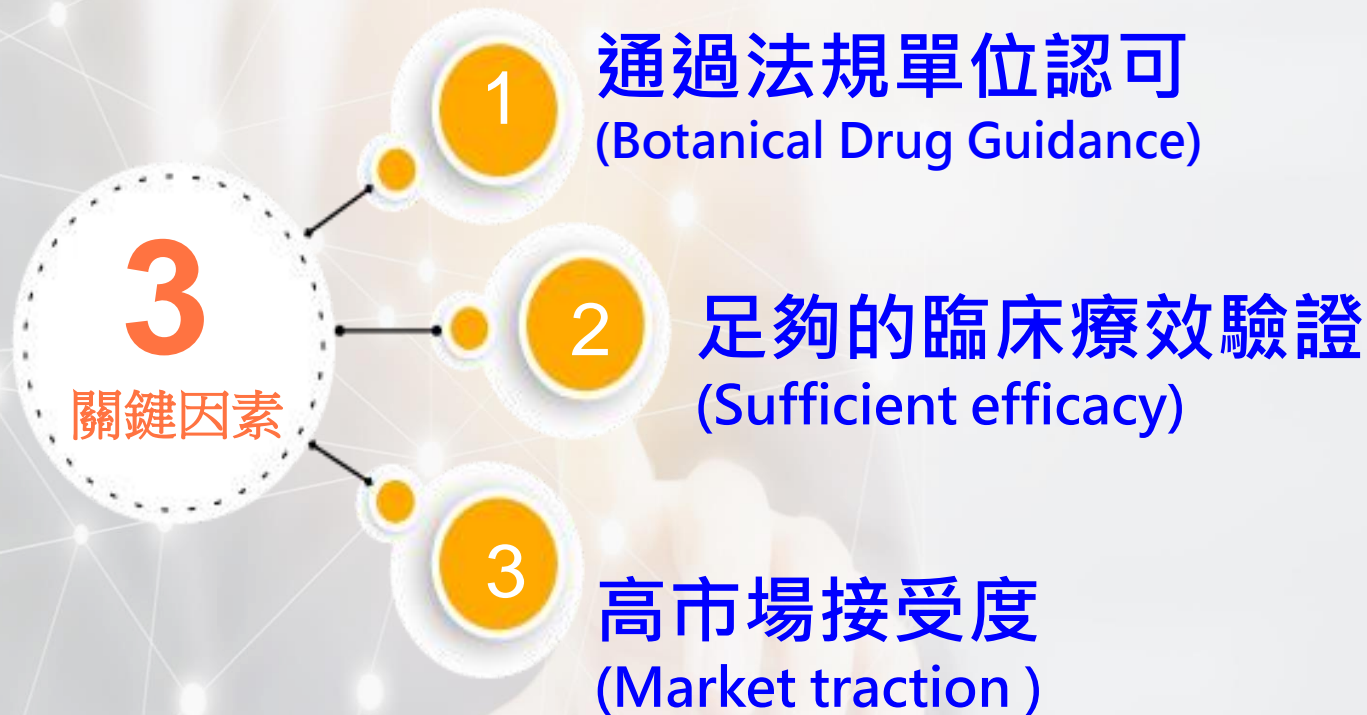 3
關鍵因素
1
通過法規單位認可
(Botanical Drug Guidance)
2
足夠的臨床療效驗證
(Sufficient efficacy)
3
高市場接受度
(Market traction )